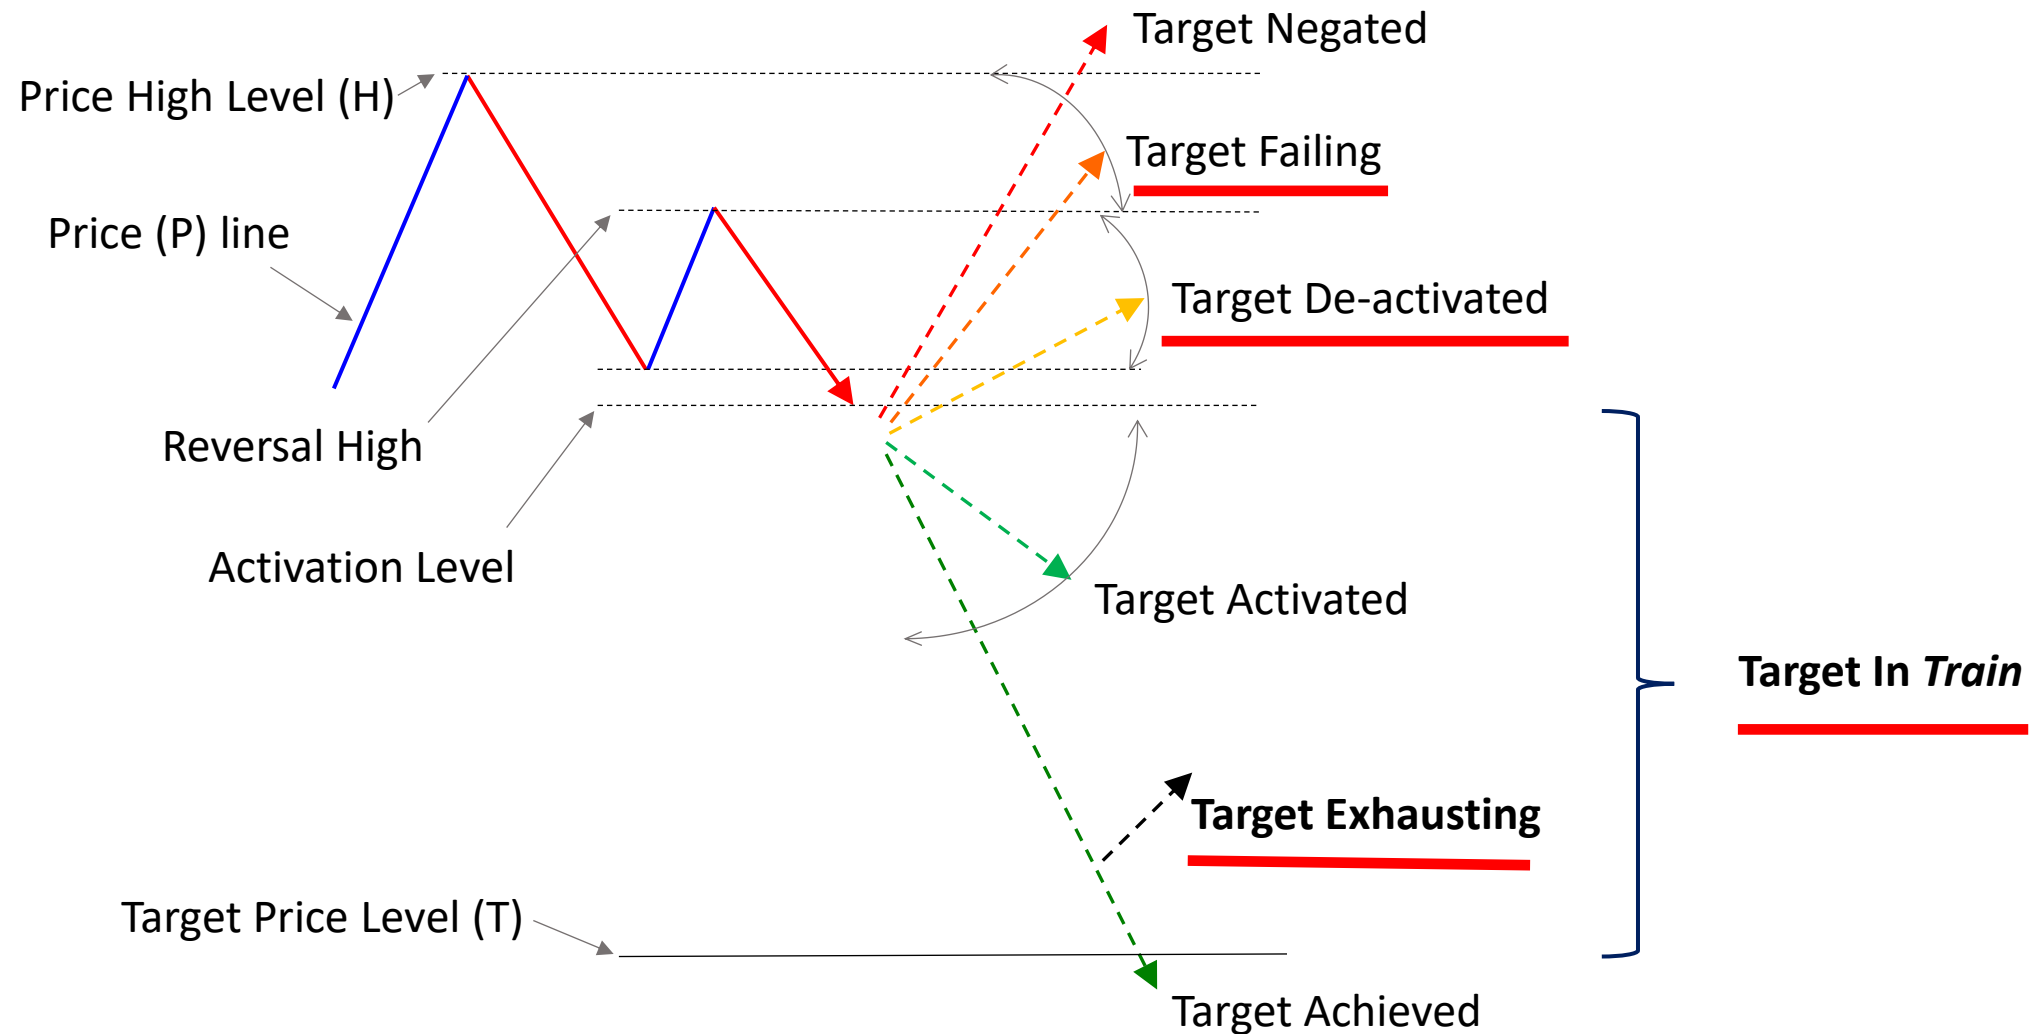 Target Negated
Price High Level (H)
Target Failing
Price (P) line
Target De-activated
Reversal High
Activation Level
Target Activated
Target In Train
Target Exhausting
Target Price Level (T)
Target Achieved